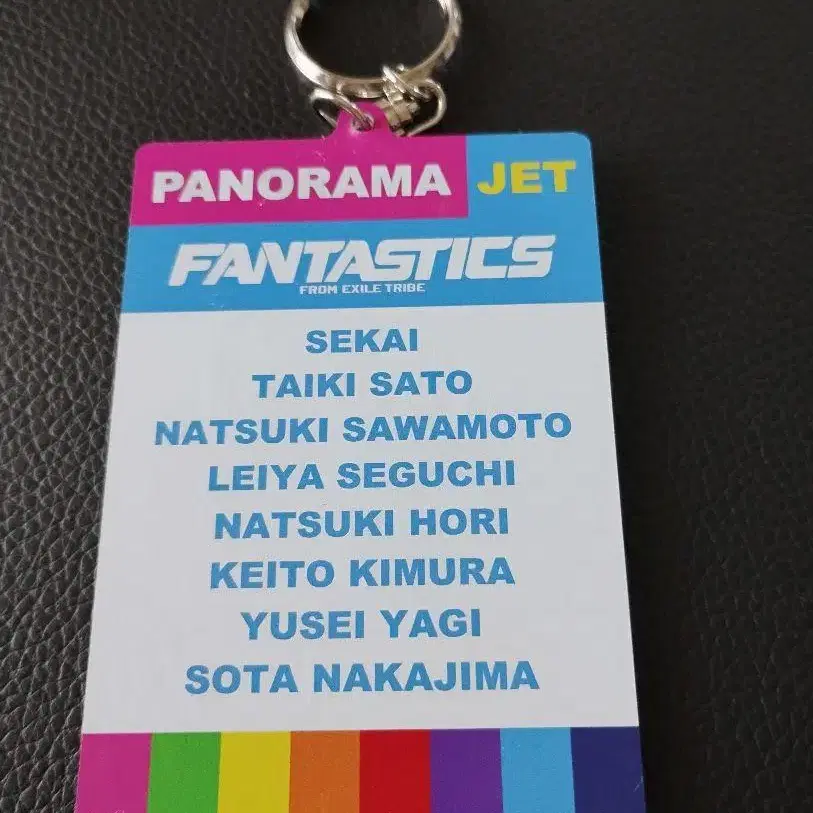 PANORAMA JET
FANTASTICS
FROM EXILE TRIBE
SEKAI
TAIKI SATO
NATSUKI SAWAMOTO
LEIYA SEGUCHI
NATSUKI HORI
KEITO KIMURA
YUSEI YAGI
SOTA NAKAJIMA